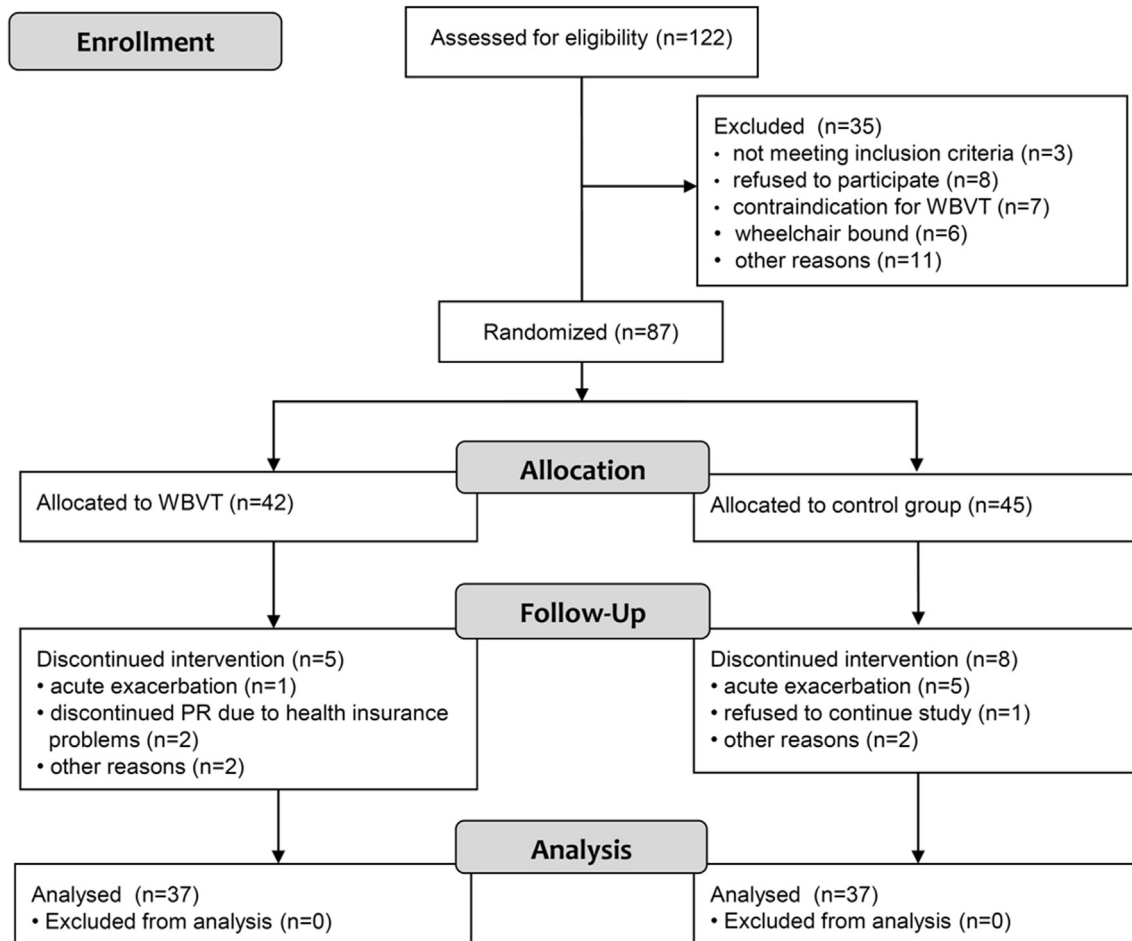 Enrollment
Assessed for eligibility (n=122)
Excluded (n=35)
• not meeting inclusion criteria (n=3)
• refused to participate (n=8)
• contraindication for WBVT (n=7)
• wheelchair bound (n=6)
• other reasons (n=11)
Randomized (n=87)
Allocation
Allocated to WBVT (n=42)
Allocated to control group (n=45)
Follow-Up
Discontinued intervention (n=5)
• acute exacerbation (n=1)
• discontinued PR due to health insurance
problems (n=2)
• other reasons (n=2)
Discontinued intervention (n=8)
• acute exacerbation (n=5)
• refused to continue study (n=1)
• other reasons (n=2)
Analysis
Analysed (n=37)
• Excluded from analysis (n=0)
Analysed (n=37)
• Excluded from analysis (n=0)